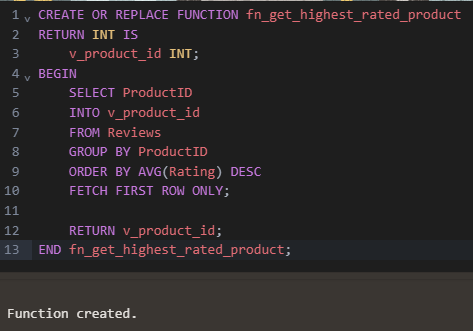 1 CREATE OR REPLACE FUNCTION fn_get_highest_rated_product
2 RETURN INT IS
3     v_product_id INT;
4 BEGIN
5     SELECT ProductID
6     INTO v_product_id
7     FROM Reviews
8     GROUP BY ProductID
9     ORDER BY AVG(Rating) DESC
10     FETCH FIRST ROW ONLY;
11
12     RETURN v_product_id;
13 END fn_get_highest_rated_product;
Function created.